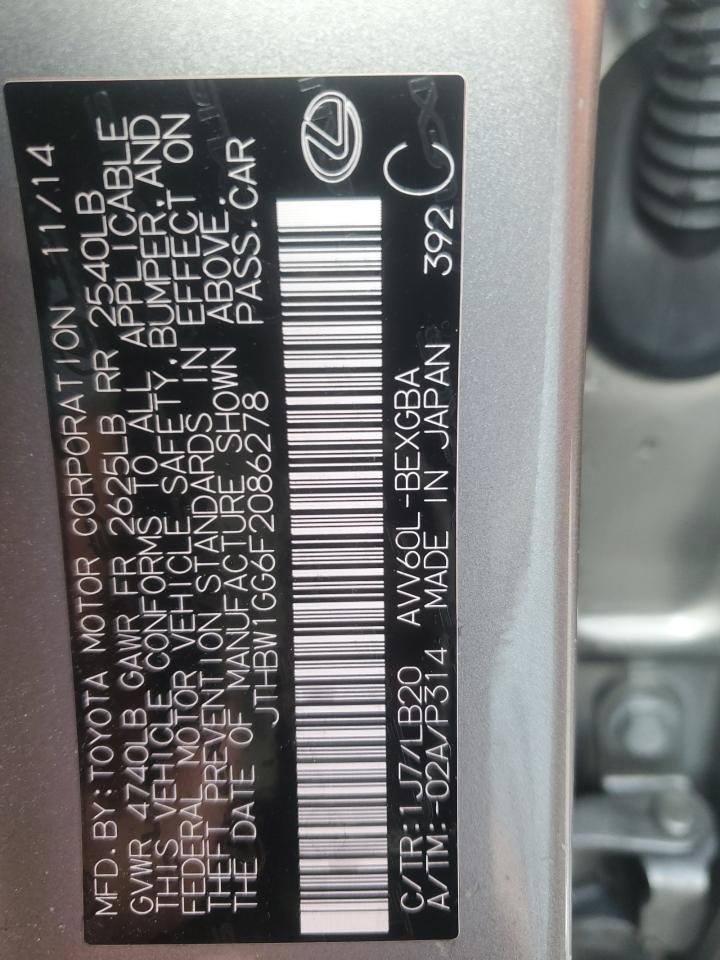 MFD. BY: TOYOTA MOTOR CORPORATION 11/14
GVWR 4740LB GAWR FR 2625LB RR 2540LB
THIS VEHICLE CONFORMS TO ALL APPLICABLE
FEDERAL MOTOR VEHICLE SAFETY, BUMPER, AND
THEFT PREVENTION STANDARDS IN EFFECT ON
THE DATE OF MANUFACTURE SHOWN ABOVE.
JTHBW1GG6F2086278 PASS. CAR
C/TR: 1J7/LB20 AVV60L-BEXGBA
A/TM: -02A/P314 MADE IN JAPAN 392 C